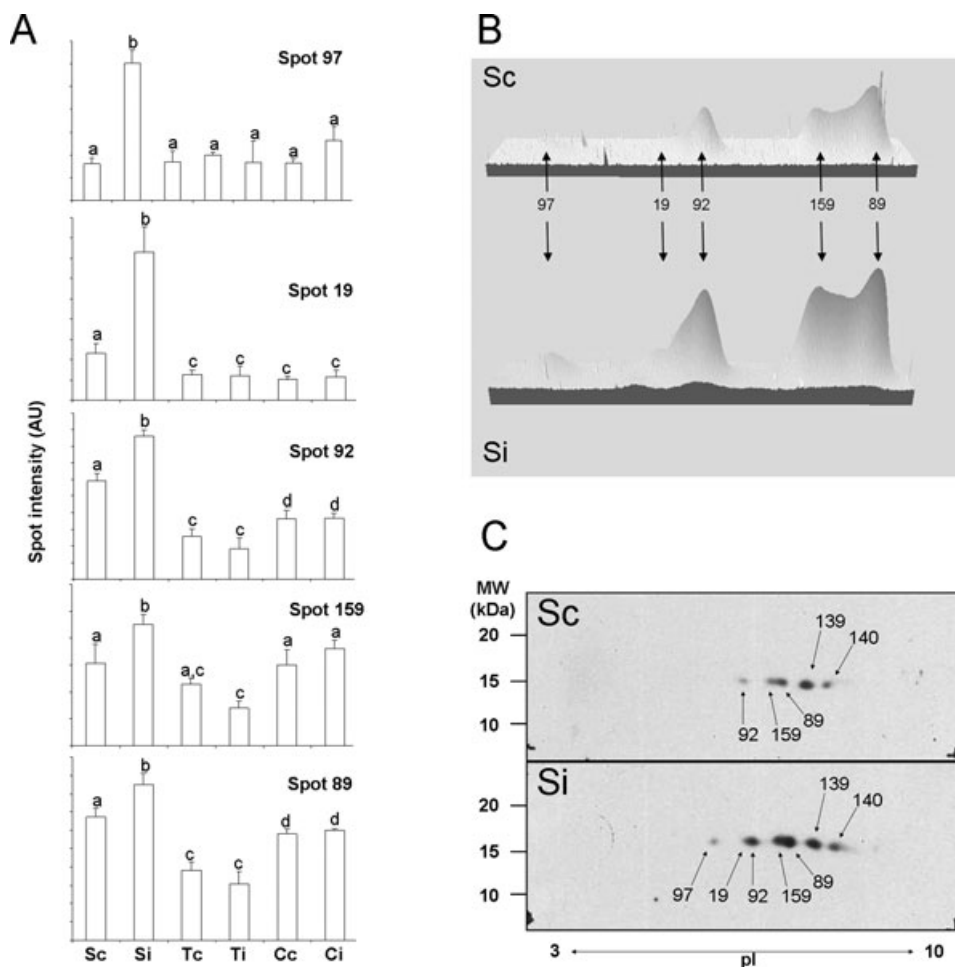 A
Spot intensity (AU)
b
Spot 97
a a a a a a
b
Spot 19
a c c c c
b
Spot 92
a c c d d
b
Spot 159
a a,c c a a
b
Spot 89
a c c d d
Sc Si Tc Ti Cc Ci
B
Sc
97 19 92 159 89
Si
C
MW
(kDa)
Sc
20
15
10
139
140
92 159 89
Si
20
15
10
139
140
97 19 92 159 89
3 pI 10